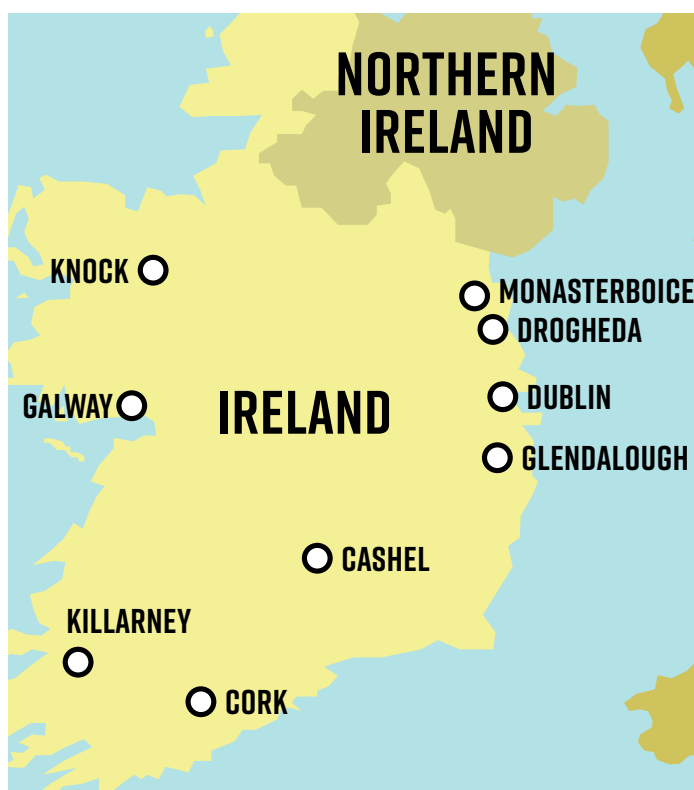 NORTHERN
IRELAND
KNOCK
MONASTERBOICE
DROGHEDA
GALWAY
IRELAND
DUBLIN
GLENDALOUGH
CASHEL
KILLARNEY
CORK